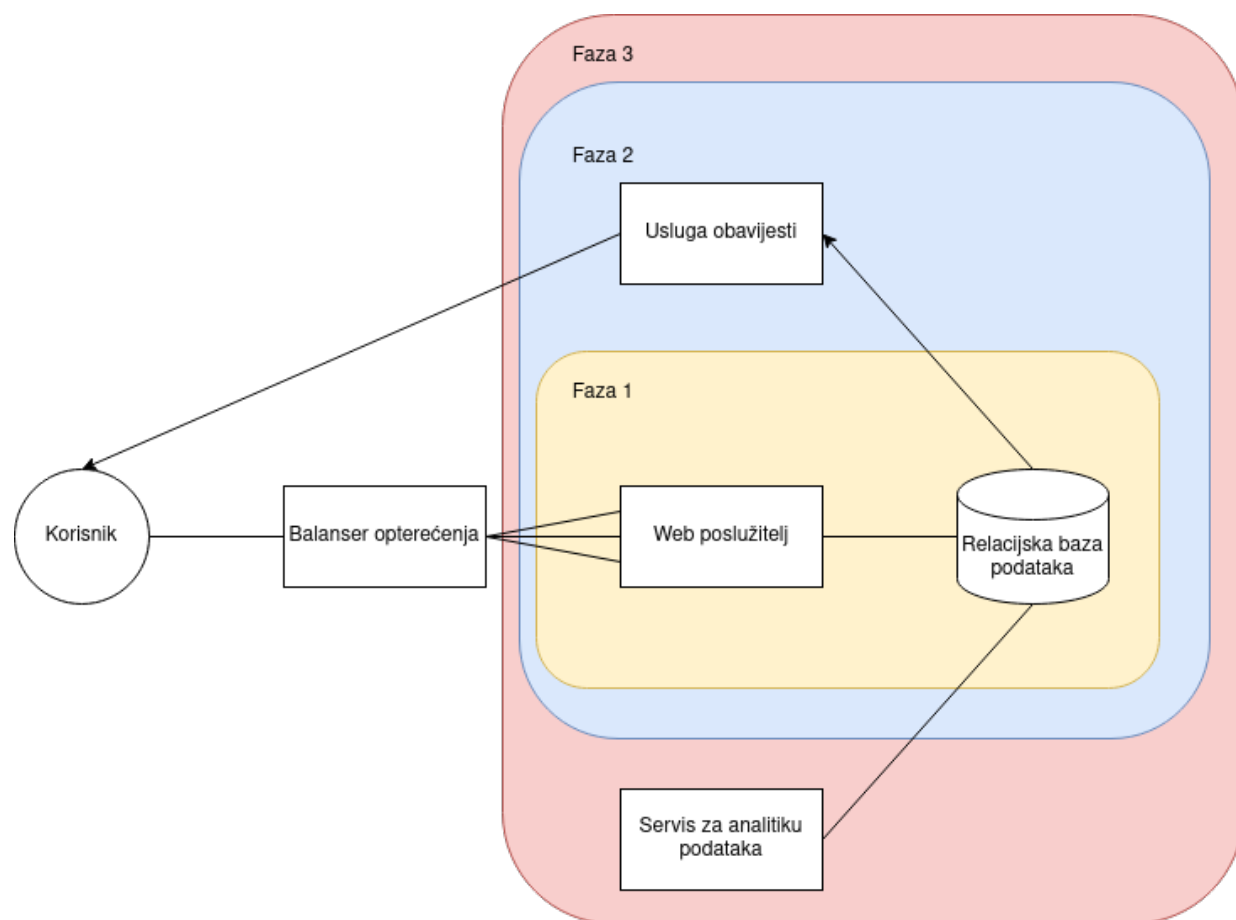 Faza 3
Faza 2
Usluga obavijesti
Faza 1
Korisnik
Balanser opterećenja
Web poslužitelj
Relacijska baza
podataka
Servis za analitiku
podataka